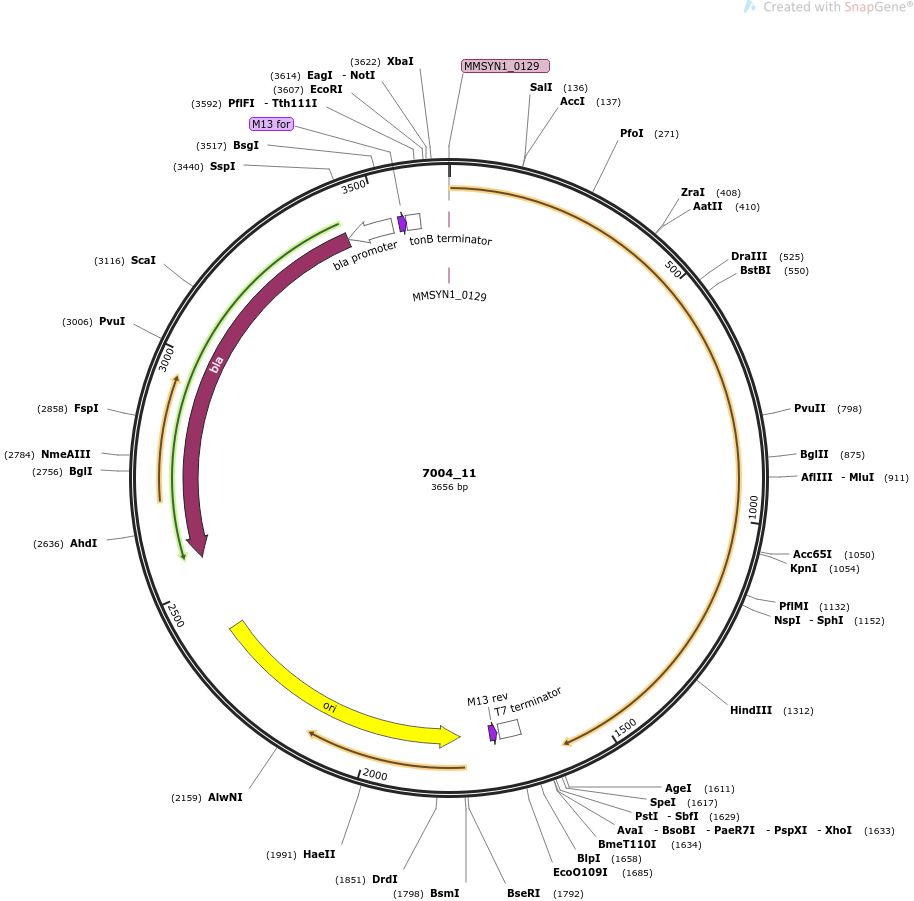 Created with SnapGene®
(3622) XbaI
MMSYN1_0129
(3614) EagI - NotI
(3607) EcoRI
(3592) PflFI - Tth111I
M13 for
(3517) BsgI
(3440) SspI
SalI (136)
AccI (137)
PfoI (271)
ZraI (408)
AatII (410)
DraIII (525)
BstBI (550)
PvuII (798)
BglII (875)
AflIII - MluI (911)
Acc65I (1050)
KpnI (1054)
PflMI (1132)
NspI - SphI (1152)
HindIII (1312)
AgeI (1611)
SpeI (1617)
PstI - SbfI (1629)
AvaI - BsoBI - PaeR7I - PspXI - XhoI (1633)
BmeT110I (1634)
BlpI (1658)
EcoO109I (1685)
BseRI (1792)
(1798) BsmI
(1851) DrdI
(1991) HaeII
(2159) AlwNI
(2636) AhdI
(2756) BglI
(2784) NmeAIII
(2858) FspI
(3006) PvuI
(3116) ScaI
500
1000
1500
2000
2500
3000
3500
bla promoter
tonB terminator
MMSYN1_0129
bla
7004_11
3656 bp
ori
M13 rev
T7 terminator